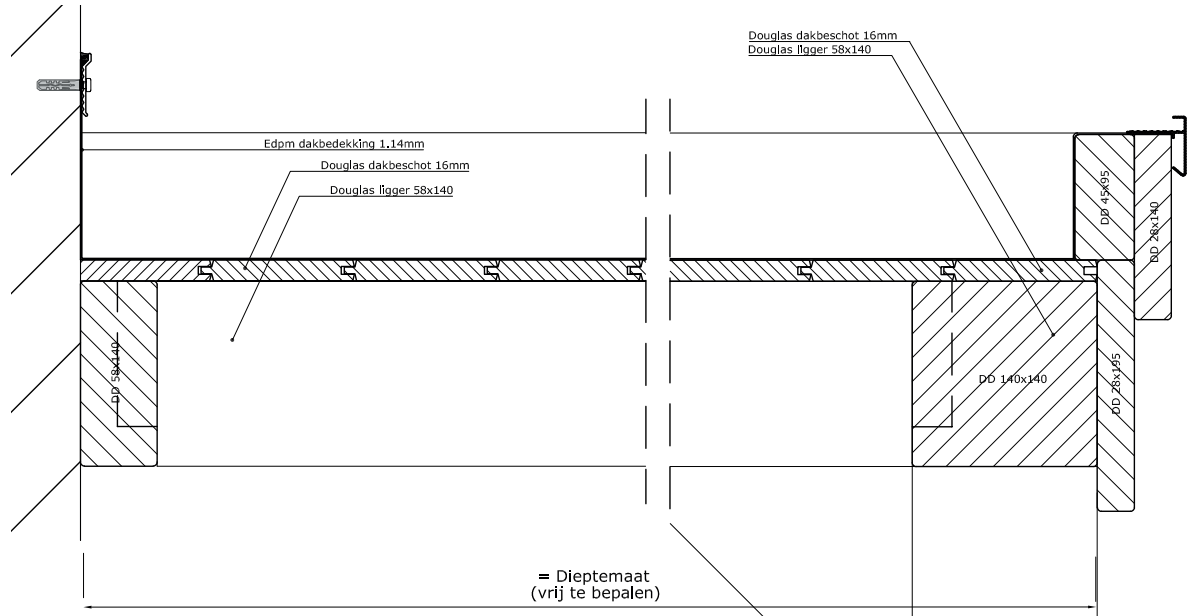 Douglas dakbeschot 16mm
Douglas ligger 58x140
Edpm dakbedekking 1.14mm
Douglas dakbeschot 16mm
Douglas ligger 58x140
DD 45x95
DD 28x140
DD 58x140
DD 140x140
DD 28x195
= Dieptemaat
(vrij te bepalen)